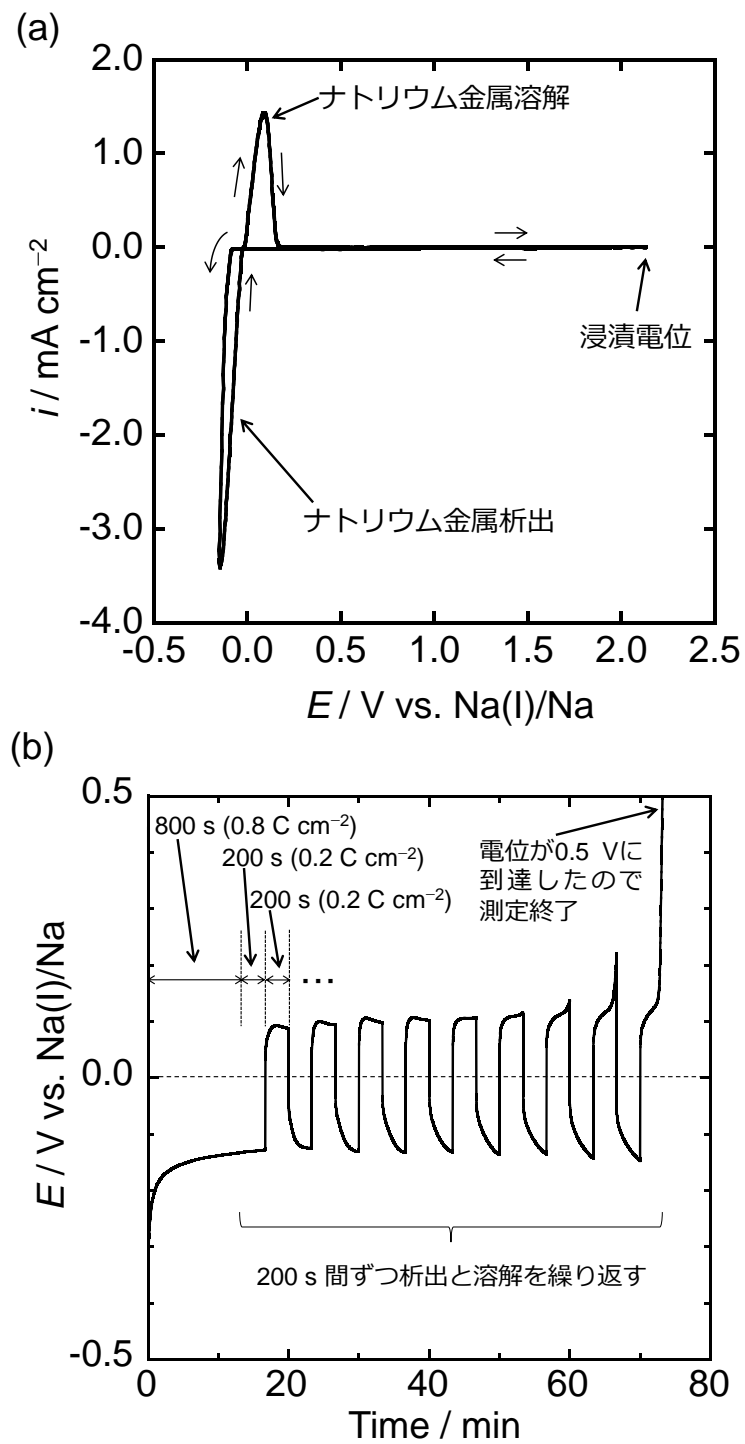 (a)
2.0
ナトリウム金属溶解
1.0
0.0
浸漬電位
-1.0
i / mA cm⁻²
-2.0
ナトリウム金属析出
-3.0
-4.0
-0.5 0.0 0.5 1.0 1.5 2.0 2.5
E / V vs. Na(I)/Na
(b)
0.5
800 s (0.8 C cm⁻²)
200 s (0.2 C cm⁻²)
200 s (0.2 C cm⁻²)
電位が0.5 Vに
到達したので
測定終了
...
0.0
E / V vs. Na(I)/Na
200 s 間ずつ析出と溶解を繰り返す
-0.5
0 20 40 60 80
Time / min